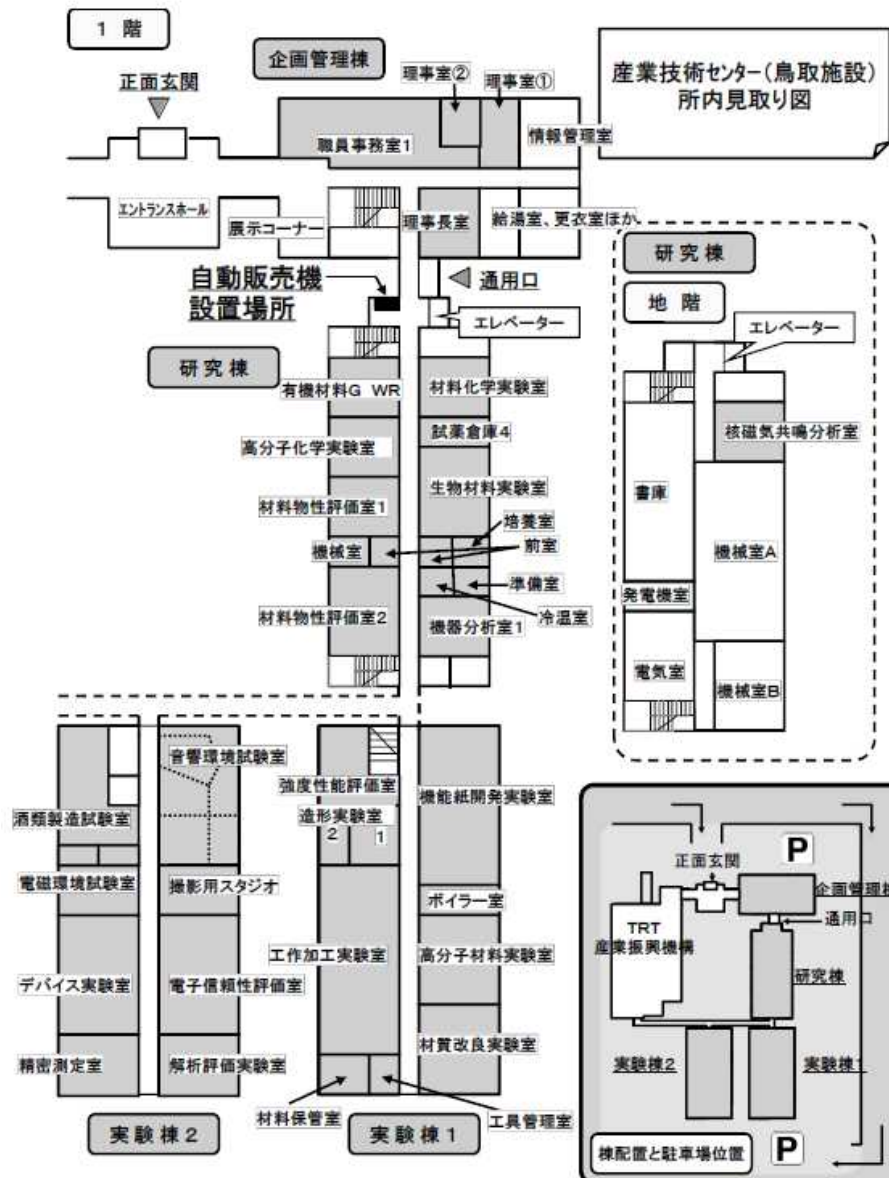 1 階
企画管理棟
産業技術センター(鳥取施設)
所内見取り図
正面玄関
理事室②
理事室①
職員事務室1
情報管理室
エントランスホール
展示コーナー
理事長室
給湯室、更衣室ほか
自動販売機
設置場所
通用口
エレベーター
研究棟
有機材料G WR
材料化学実験室
高分子化学実験室
試薬倉庫4
生物材料実験室
材料物性評価室1
培養室
機械室
前室
準備室
材料物性評価室2
冷温室
機器分析室1
研究棟
地 階
エレベーター
核磁気共鳴分析室
書庫
機械室A
発電機室
電気室
機械室B
音響環境試験室
酒類製造試験室
電磁環境試験室
撮影用スタジオ
デバイス実験室
電子信頼性評価室
精密測定室
解析評価実験室
実験棟2
強度性能評価室
造形実験室
2
1
機能紙開発実験室
ボイラー室
工作加工実験室
高分子材料実験室
材質改良実験室
材料保管室
工具管理室
実験棟1
正面玄関
P
企画管理棟
通用口
TRT
産業振興機構
研究棟
実験棟2
実験棟1
棟配置と駐車場位置
P